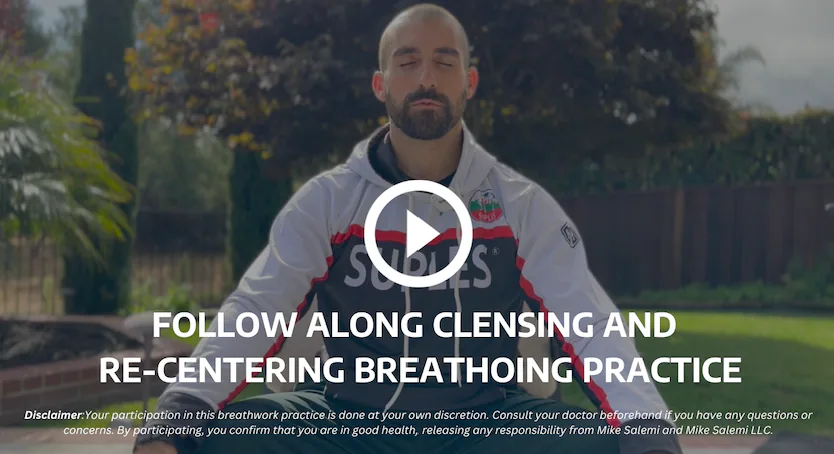 SUPLES®
FOLLOW ALONG CLENSING AND
RE-CENTERING BREATHOING PRACTICE
Disclaimer:Your participation in this breathwork practice is done at your own discretion. Consult your doctor beforehand if you have any questions or
concerns. By participating, you confirm that you are in good health, releasing any responsibility from Mike Salemi and Mike Salemi LLC.